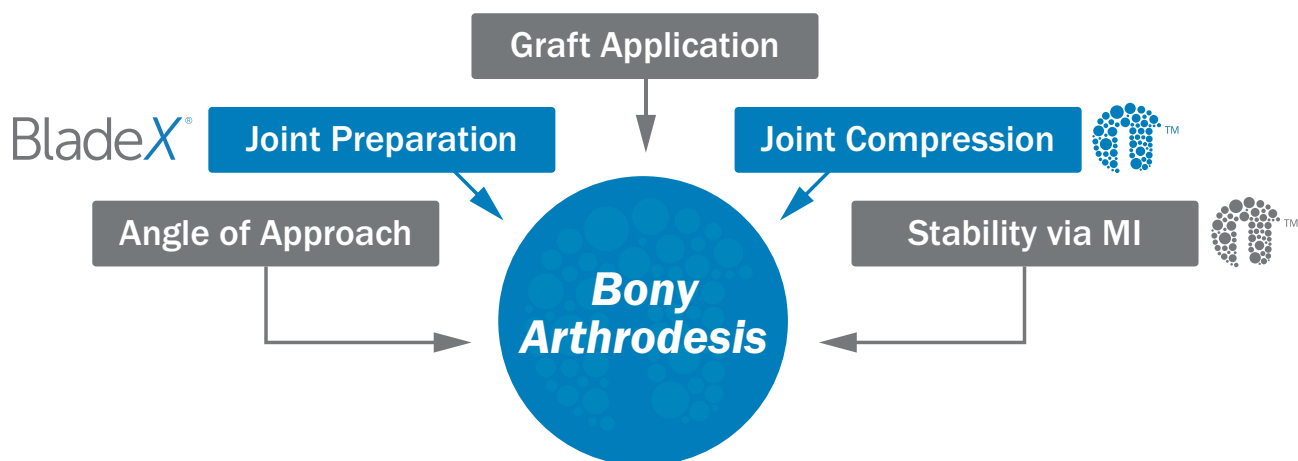 Graft Application
BladeX®
Joint Preparation
Joint Compression
TM
Angle of Approach
Stability via MI
TM
Bony
Arthrodesis